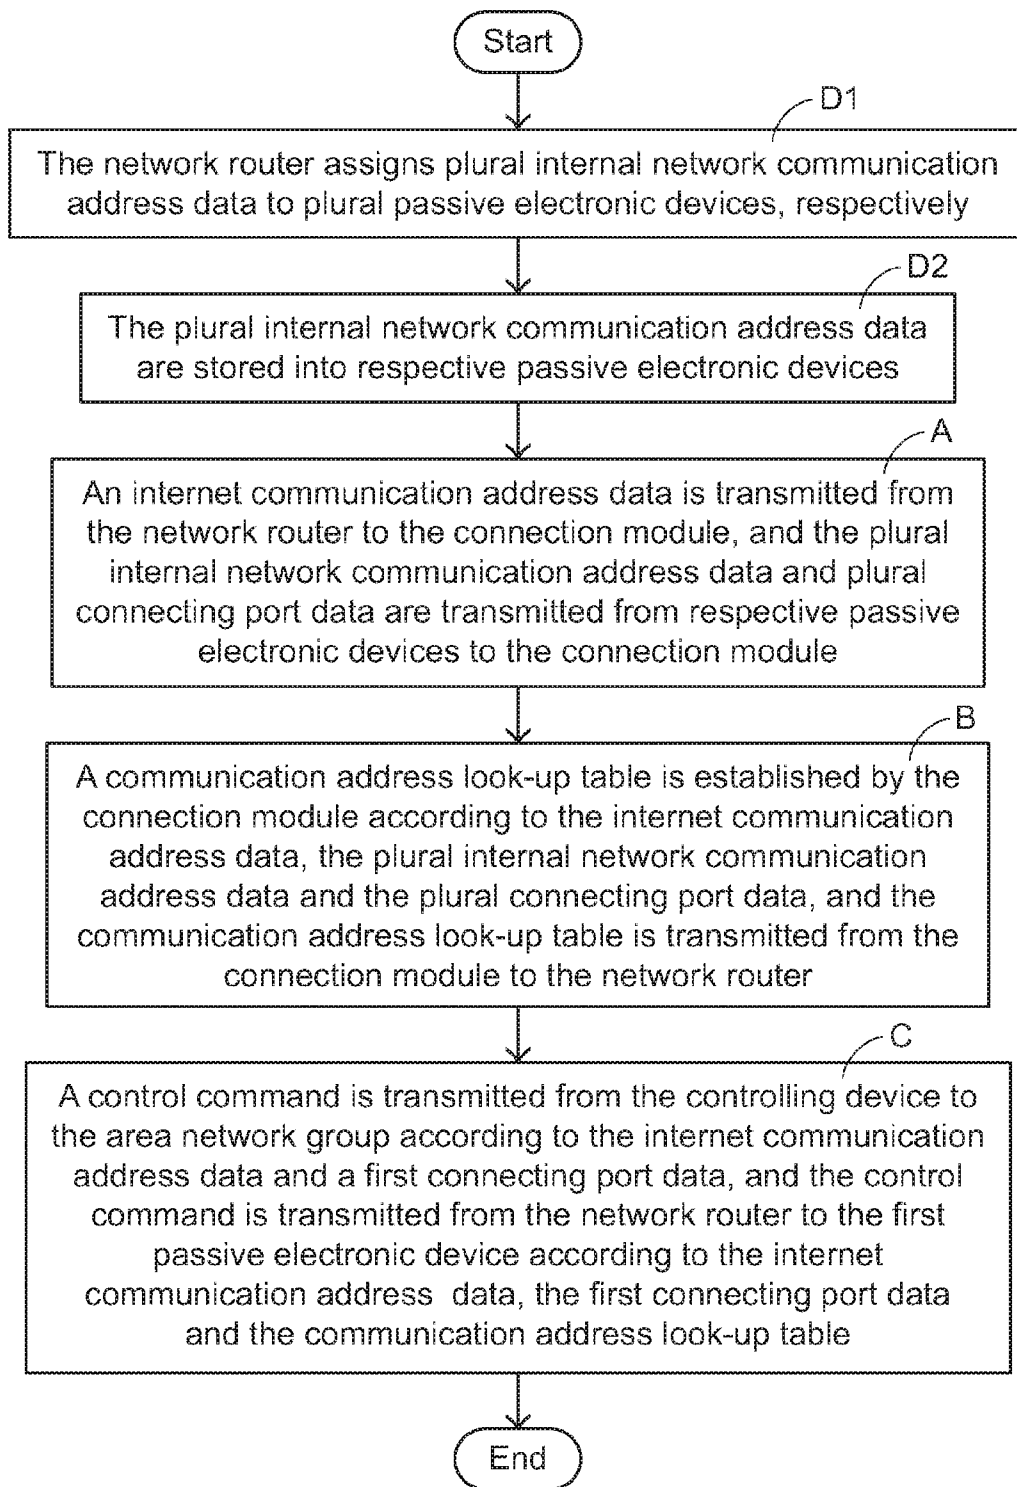 Start
D1
The network router assigns plural internal network communication
address data to plural passive electronic devices, respectively
D2
The plural internal network communication address data
are stored into respective passive electronic devices
A
An internet communication address data is transmitted from
the network router to the connection module, and the plural
internal network communication address data and plural
connecting port data are transmitted from respective passive
electronic devices to the connection module
B
A communication address look-up table is established by the
connection module according to the internet communication
address data, the plural internal network communication
address data and the plural connecting port data, and the
communication address look-up table is transmitted from the
connection module to the network router
C
A control command is transmitted from the controlling device to
the area network group according to the internet communication
address data and a first connecting port data, and the control
command is transmitted from the network router to the first
passive electronic device according to the internet
communication address data, the first connecting port data
and the communication address look-up table
End